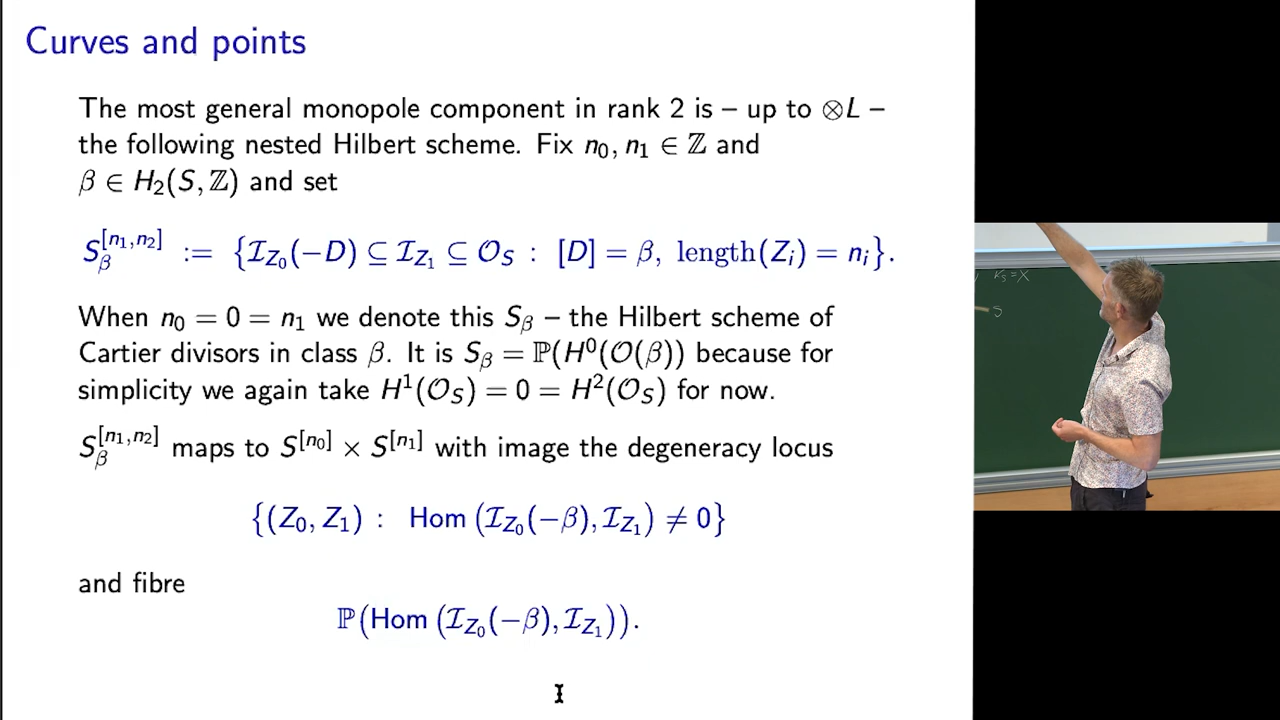 Curves and points
The most general monopole component in rank 2 is – up to ⊗L –
the following nested Hilbert scheme. Fix n₀, n₁ ∈ ℤ and
β ∈ H₂(S, ℤ) and set
S_β^{[n₁,n₂]} := {𝓘_{Z₀}(−D) ⊆ 𝓘_{Z₁} ⊆ 𝒪_S : [D] = β, length(Z_i) = n_i}.
When n₀ = 0 = n₁ we denote this S_β – the Hilbert scheme of
Cartier divisors in class β. It is S_β = ℙ(H⁰(𝒪(β)) because for
simplicity we again take H¹(𝒪_S) = 0 = H²(𝒪_S) for now.
S_β^{[n₁,n₂]} maps to S^{[n₀]} × S^{[n₁]} with image the degeneracy locus
{(Z₀, Z₁) : Hom (𝓘_{Z₀}(−β), 𝓘_{Z₁}) ≠ 0}
and fibre
ℙ(Hom (𝓘_{Z₀}(−β), 𝓘_{Z₁})).
K_S = X
S